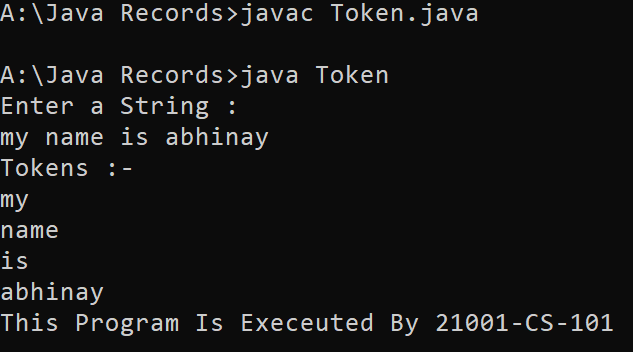 A:\Java Records>javac Token.java
A:\Java Records>java Token
Enter a String :
my name is abhinay
Tokens :-
my
name
is
abhinay
This Program Is Execeuted By 21001-CS-101